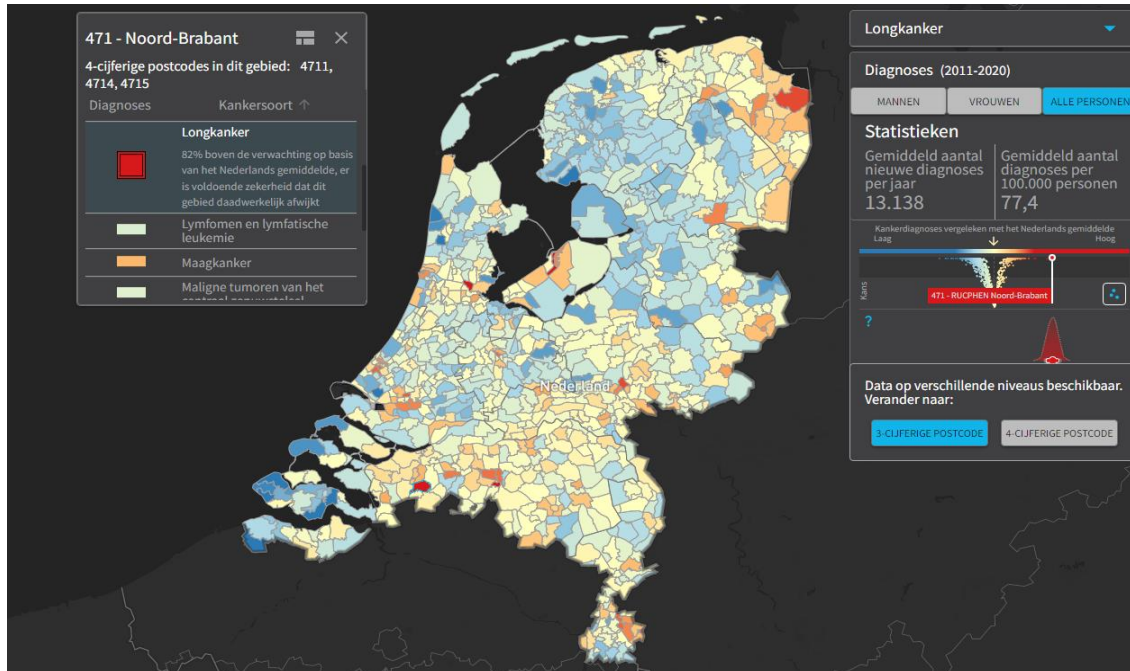 471 - Noord-Brabant
4-cijferige postcodes in dit gebied: 4711,
4714, 4715
Diagnoses Kankersoort ↑
Longkanker
82% boven de verwachting op basis
van het Nederlands gemiddelde, er
is voldoende zekerheid dat dit
gebied daadwerkelijk afwijkt
Lymfomen en lymfatische
leukemie
Maagkanker
Maligne tumoren van het
Nederland
Longkanker
Diagnoses (2011-2020)
MANNEN VROUWEN ALLE PERSONEN
Statistieken
Gemiddeld aantal
nieuwe diagnoses
per jaar
13.138
Gemiddeld aantal
diagnoses per
100.000 personen
77,4
Kankerdiagnoses vergeleken met het Nederlands gemiddelde
Laag Hoog
Kans
471 - RUCPHEN Noord-Brabant
?
Data op verschillende niveaus beschikbaar.
Verander naar:
3-CIJFERIGE POSTCODE 4-CIJFERIGE POSTCODE